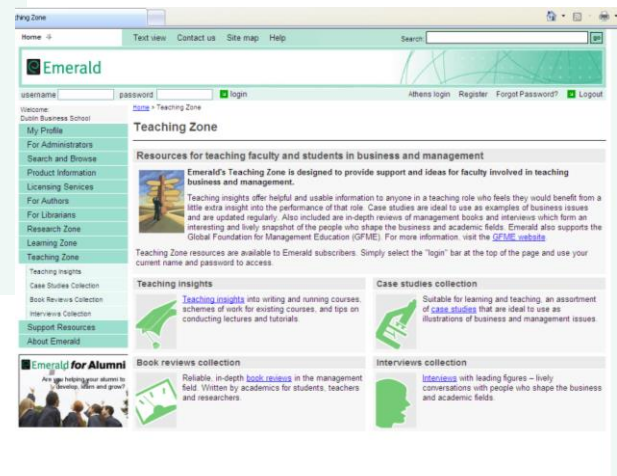 ching Zone
Home
Text view Contact us Site map Help
Search:
go
Emerald
username
password
login
Athens login Register Forgot Password? Logout
Welcome:
Dublin Business School
My Profile
For Administrators
Search and Browse
Product Information
Licensing Services
For Authors
For Librarians
Research Zone
Learning Zone
Teaching Zone
Teaching Insights
Case Studies Collection
Book Reviews Collection
Interviews Collection
Support Resources
About Emerald
Emerald for Alumni
Are you helping your alumni to
develop, learn and grow?
Home > Teaching Zone
Teaching Zone
Resources for teaching faculty and students in business and management
Emerald's Teaching Zone is designed to provide support and ideas for faculty involved in teaching
business and management.
Teaching insights offer helpful and usable information to anyone in a teaching role who feels they would benefit from a
little extra insight into the performance of that role. Case studies are ideal to use as examples of business issues
and are updated regularly. Also included are in-depth reviews of management books and interviews which form an
interesting and lively snapshot of the people who shape the business and academic fields. Emerald also supports the
Global Foundation for Management Education (GFME). For more information, visit the GFME website.
Teaching Zone resources are available to Emerald subscribers. Simply select the "login" bar at the top of the page and use your
current name and password to access.
Teaching insights
Teaching insights into writing and running courses,
schemes of work for existing courses, and tips on
conducting lectures and tutorials.
Case studies collection
Suitable for learning and teaching, an assortment
of case studies that are ideal to use as
illustrations of business and management issues.
Book reviews collection
Reliable, in-depth book reviews in the management
field. Written by academics for students, teachers
and researchers.
Interviews collection
Interviews with leading figures – lively
conversations with people who shape the business
and academic fields.